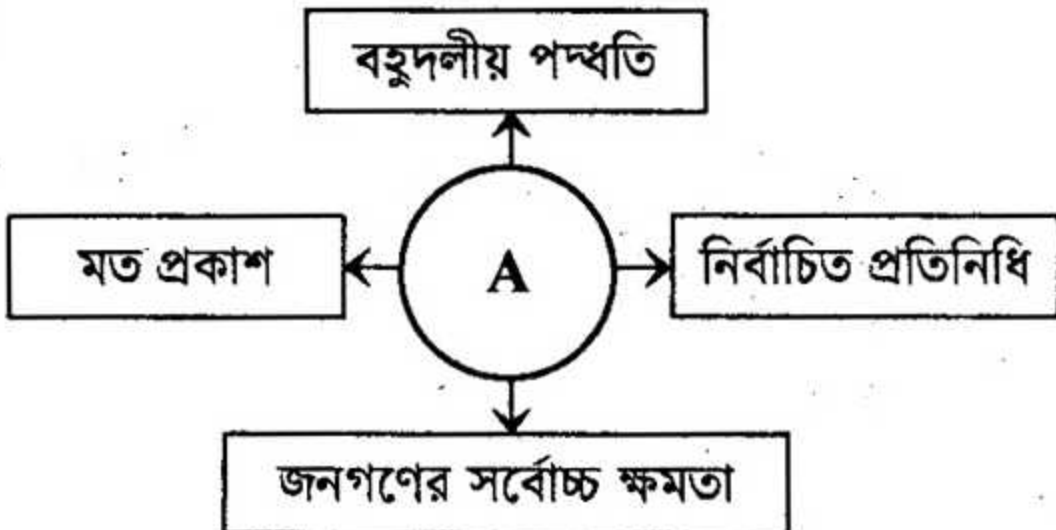 বহুদলীয় পদ্ধতি
মত প্রকাশ
A
নির্বাচিত প্রতিনিধি
জনগণের সর্বোচ্চ ক্ষমতা